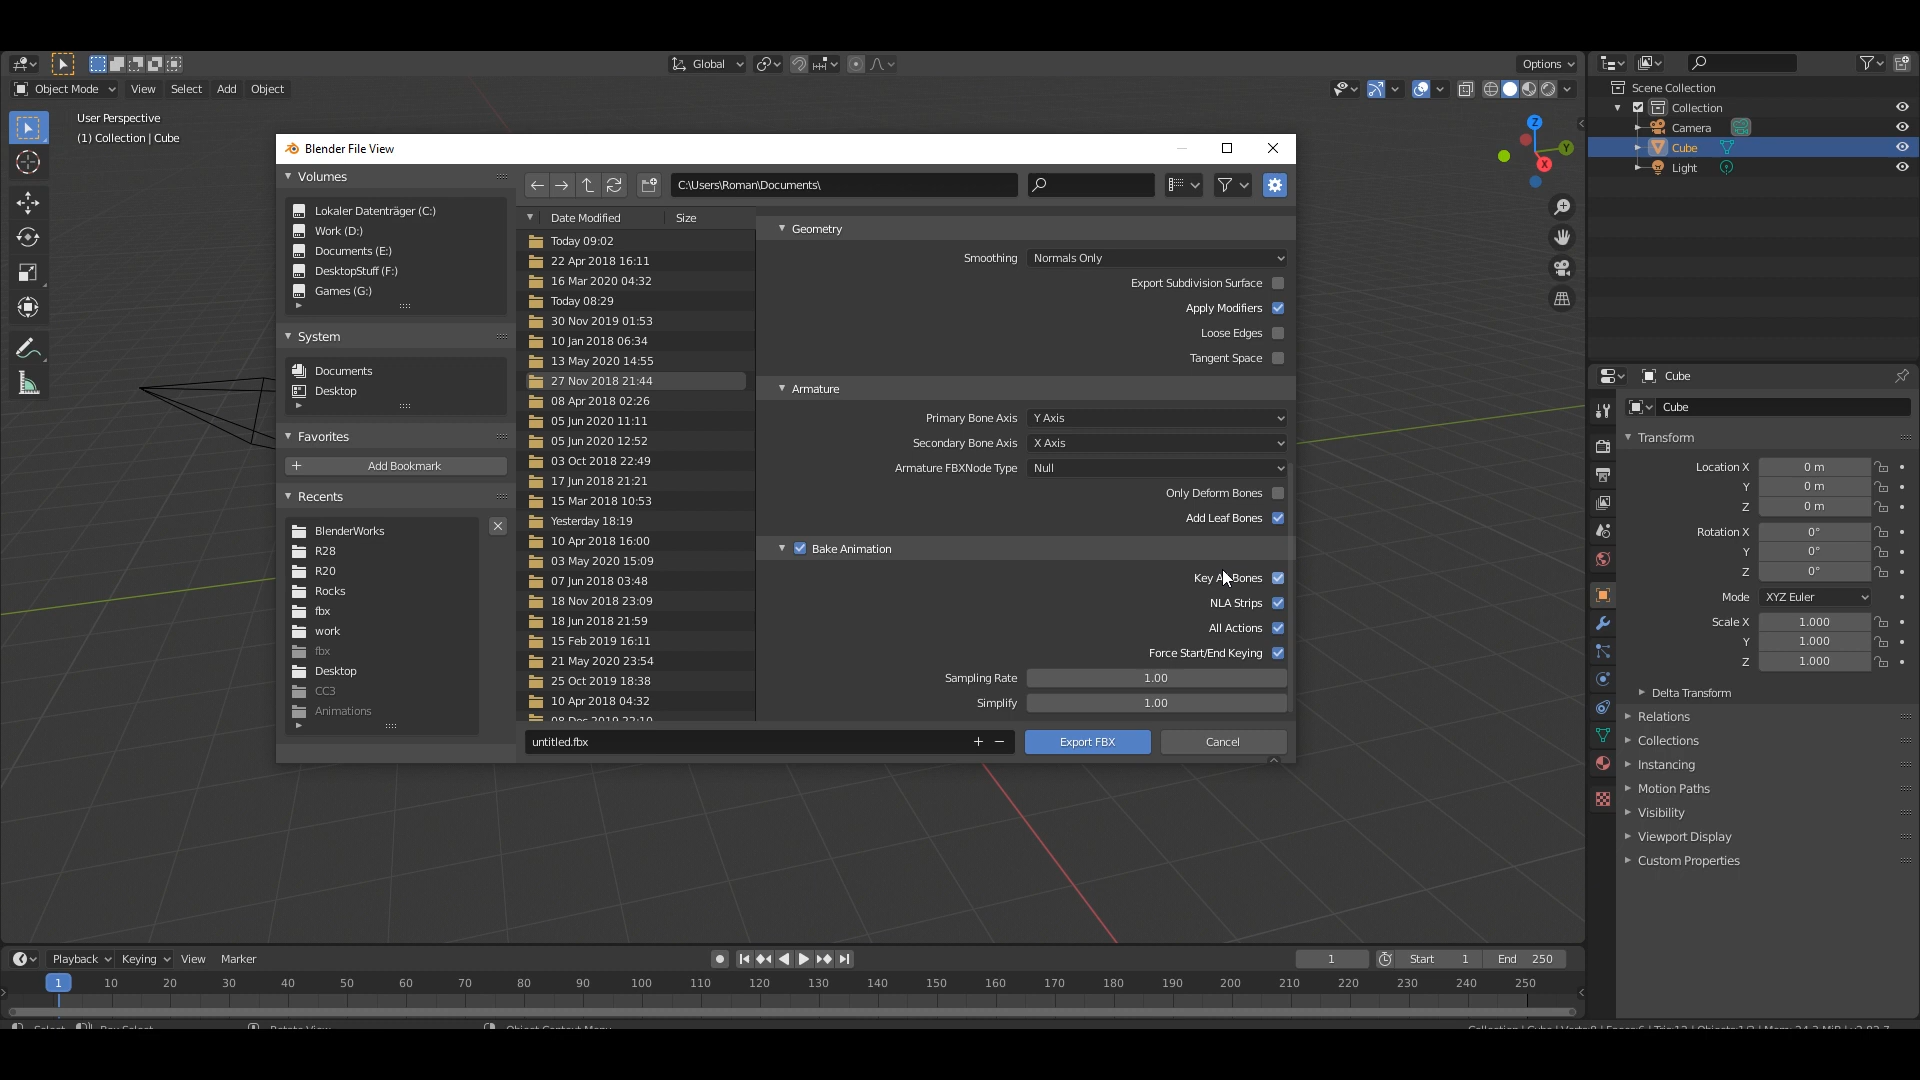 Global
Options
Object Mode
View
Select
Add
Object
User Perspective
(1) Collection | Cube
Z
Y
X
Blender File View
Volumes
Lokaler Datenträger (C:)
Work (D:)
Documents (E:)
DesktopStuff (F:)
Games (G:)
System
Documents
Desktop
Favorites
Add Bookmark
Recents
BlenderWorks
R28
R20
Rocks
fbx
work
fbx
Desktop
CC3
Animations
C:\Users\Roman\Documents\
Date Modified
Size
Today 09:02
22 Apr 2018 16:11
16 Mar 2020 04:32
Today 08:29
30 Nov 2019 01:53
10 Jan 2018 06:34
13 May 2020 14:55
27 Nov 2018 21:44
08 Apr 2018 02:26
05 Jun 2020 11:11
05 Jun 2020 12:52
03 Oct 2018 22:49
17 Jun 2018 21:21
15 Mar 2018 10:53
Yesterday 18:19
10 Apr 2018 16:00
03 May 2020 15:09
07 Jun 2018 03:48
18 Nov 2018 23:09
18 Jun 2018 21:59
15 Feb 2019 16:11
21 May 2020 23:54
25 Oct 2019 18:38
10 Apr 2018 04:32
08 Dec 2019 22:10
Geometry
Smoothing Normals Only
Export Subdivision Surface
Apply Modifiers
Loose Edges
Tangent Space
Armature
Primary Bone Axis Y Axis
Secondary Bone Axis X Axis
Armature FBXNode Type Null
Only Deform Bones
Add Leaf Bones
Bake Animation
Key A Bones
NLA Strips
All Actions
Force Start/End Keying
Sampling Rate 1.00
Simplify 1.00
untitled.fbx
Export FBX
Cancel
Scene Collection
Collection
Camera
Cube
Light
Cube
Cube
Transform
Location X 0 m
Y 0 m
Z 0 m
Rotation X 0°
Y 0°
Z 0°
Mode XYZ Euler
Scale X 1.000
Y 1.000
Z 1.000
Delta Transform
Relations
Collections
Instancing
Motion Paths
Visibility
Viewport Display
Custom Properties
Playback
Keying
View
Marker
1
Start 1
End 250
1 10 20 30 40 50 60 70 80 90 100 110 120 130 140 150 160 170 180 190 200 210 220 230 240 250
Select
Box Select
Rotate View
Object Context Menu